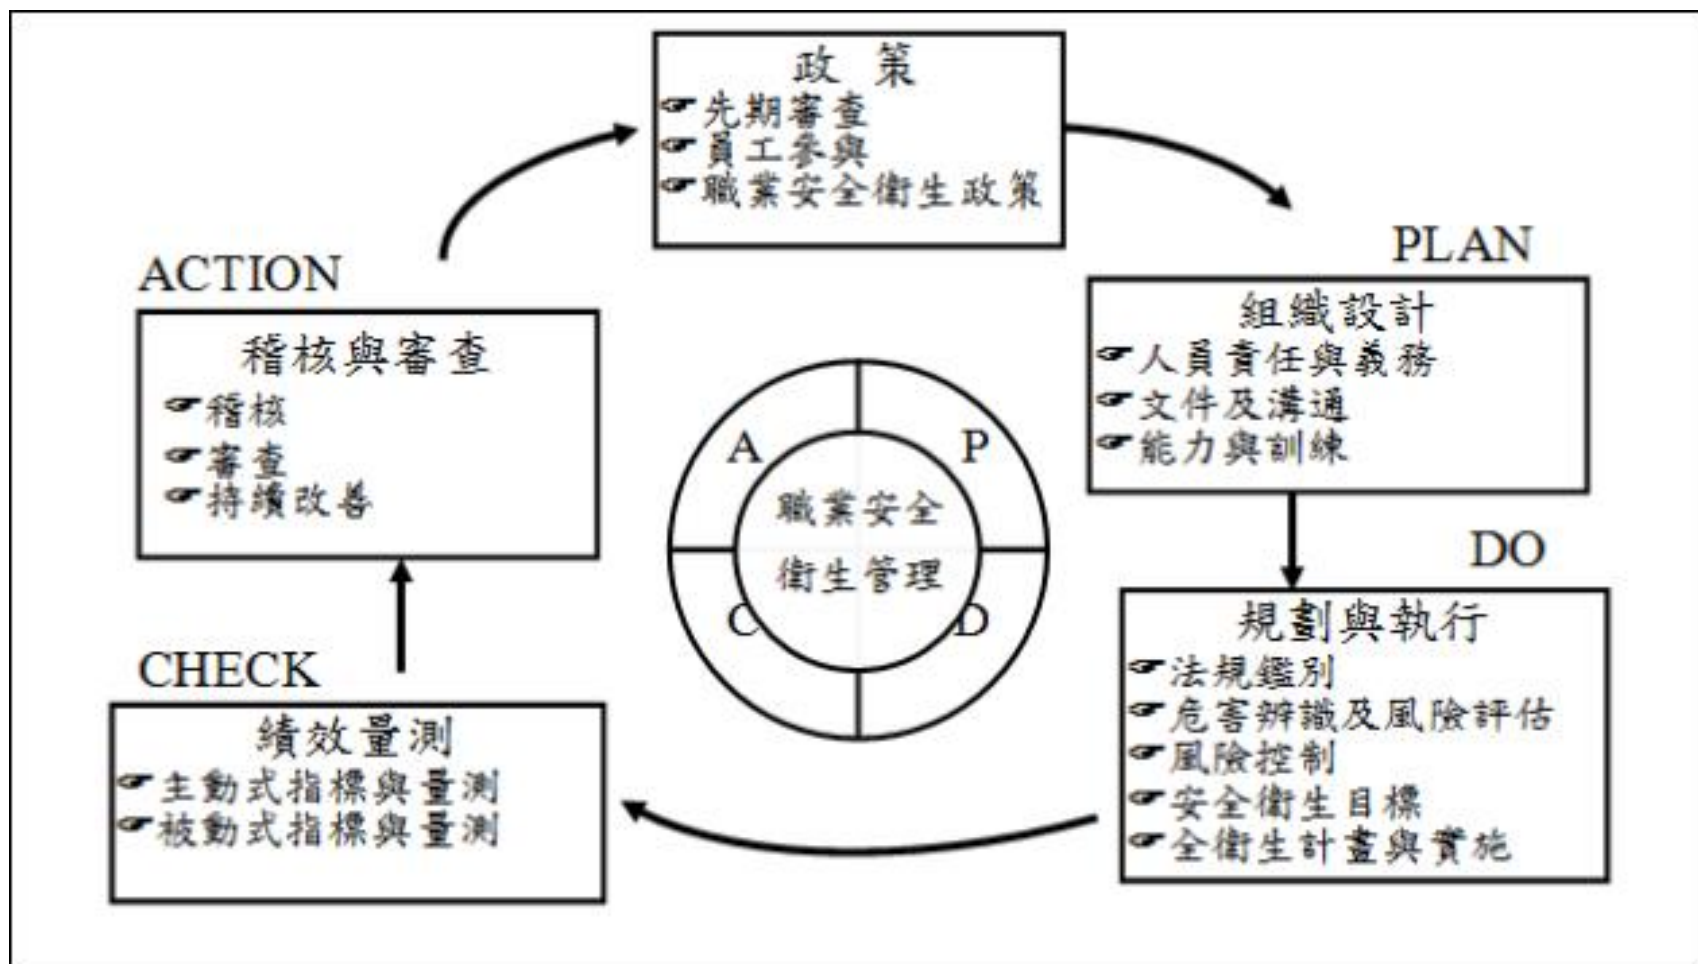 政 策
先期審查
員工參與
職業安全衛生政策
PLAN
組織設計
人員責任與義務
文件及溝通
能力與訓練
DO
規劃與執行
法規鑑別
危害辨識及風險評估
風險控制
安全衛生目標
全衛生計畫與實施
CHECK
績效量測
主動式指標與量測
被動式指標與量測
ACTION
稽核與審查
稽核
審查
持續改善
A
P
職業安全
衛生管理
C
D